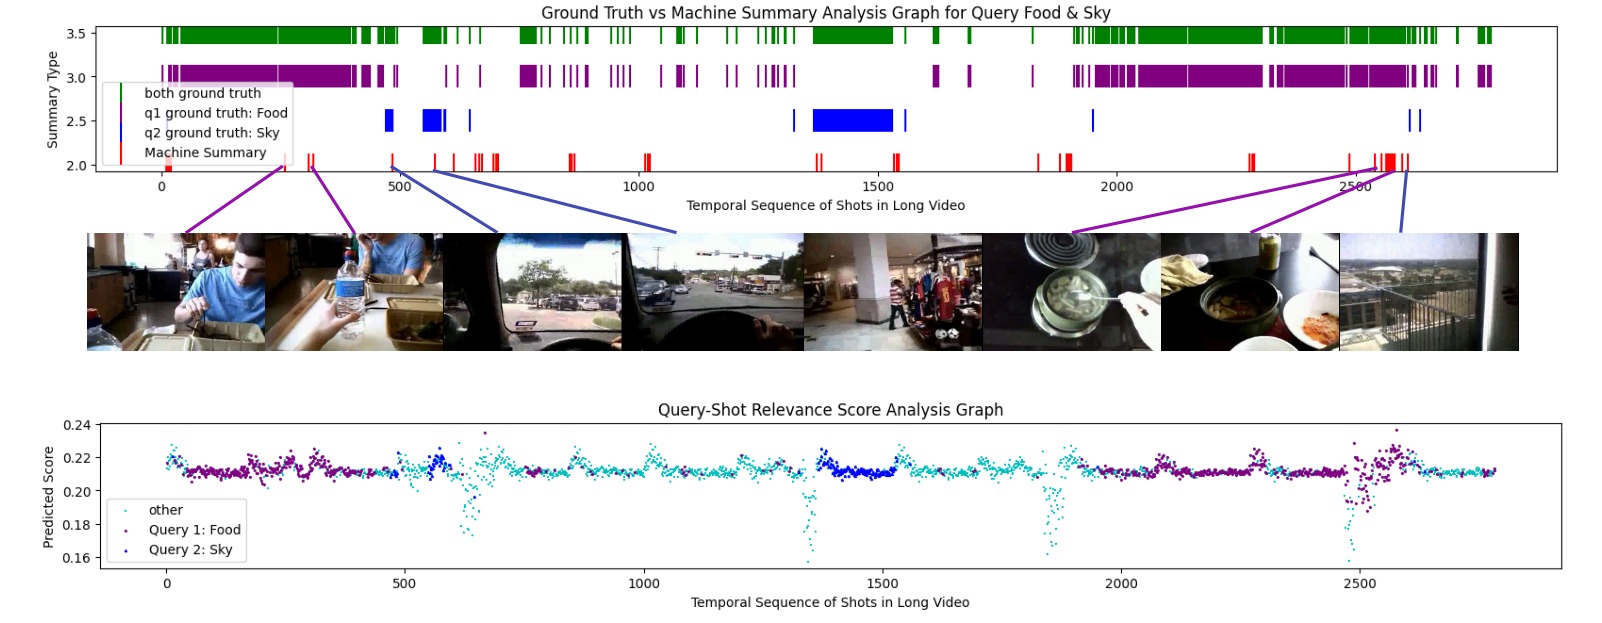 Ground Truth vs Machine Summary Analysis Graph for Query Food & Sky
Summary Type
3.5
3.0
2.5
2.0
both ground truth
q1 ground truth: Food
q2 ground truth: Sky
Machine Summary
0
500
1000
1500
2000
2500
Temporal Sequence of Shots in Long Video
Query-Shot Relevance Score Analysis Graph
Predicted Score
0.24
0.22
0.20
0.18
0.16
other
Query 1: Food
Query 2: Sky
0
500
1000
1500
2000
2500
Temporal Sequence of Shots in Long Video